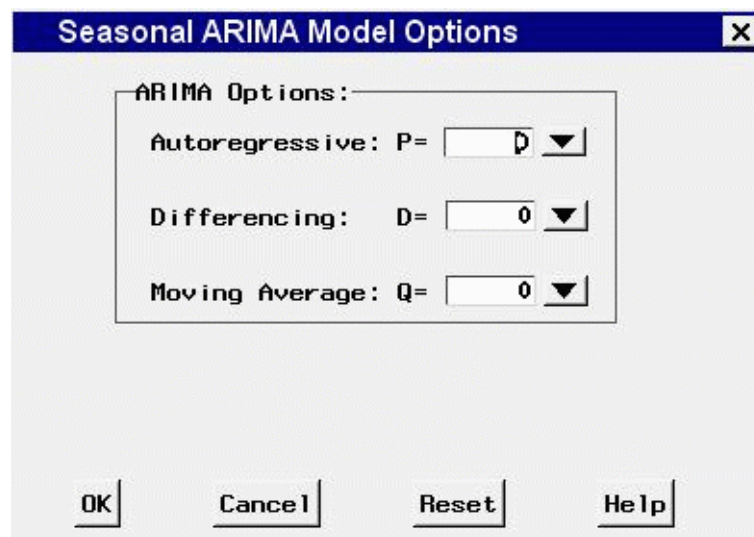 Seasonal ARIMA Model Options
ARIMA Options:
Autoregressive: P= 0
Differencing: D= 0
Moving Average: Q= 0
OK Cancel Reset Help